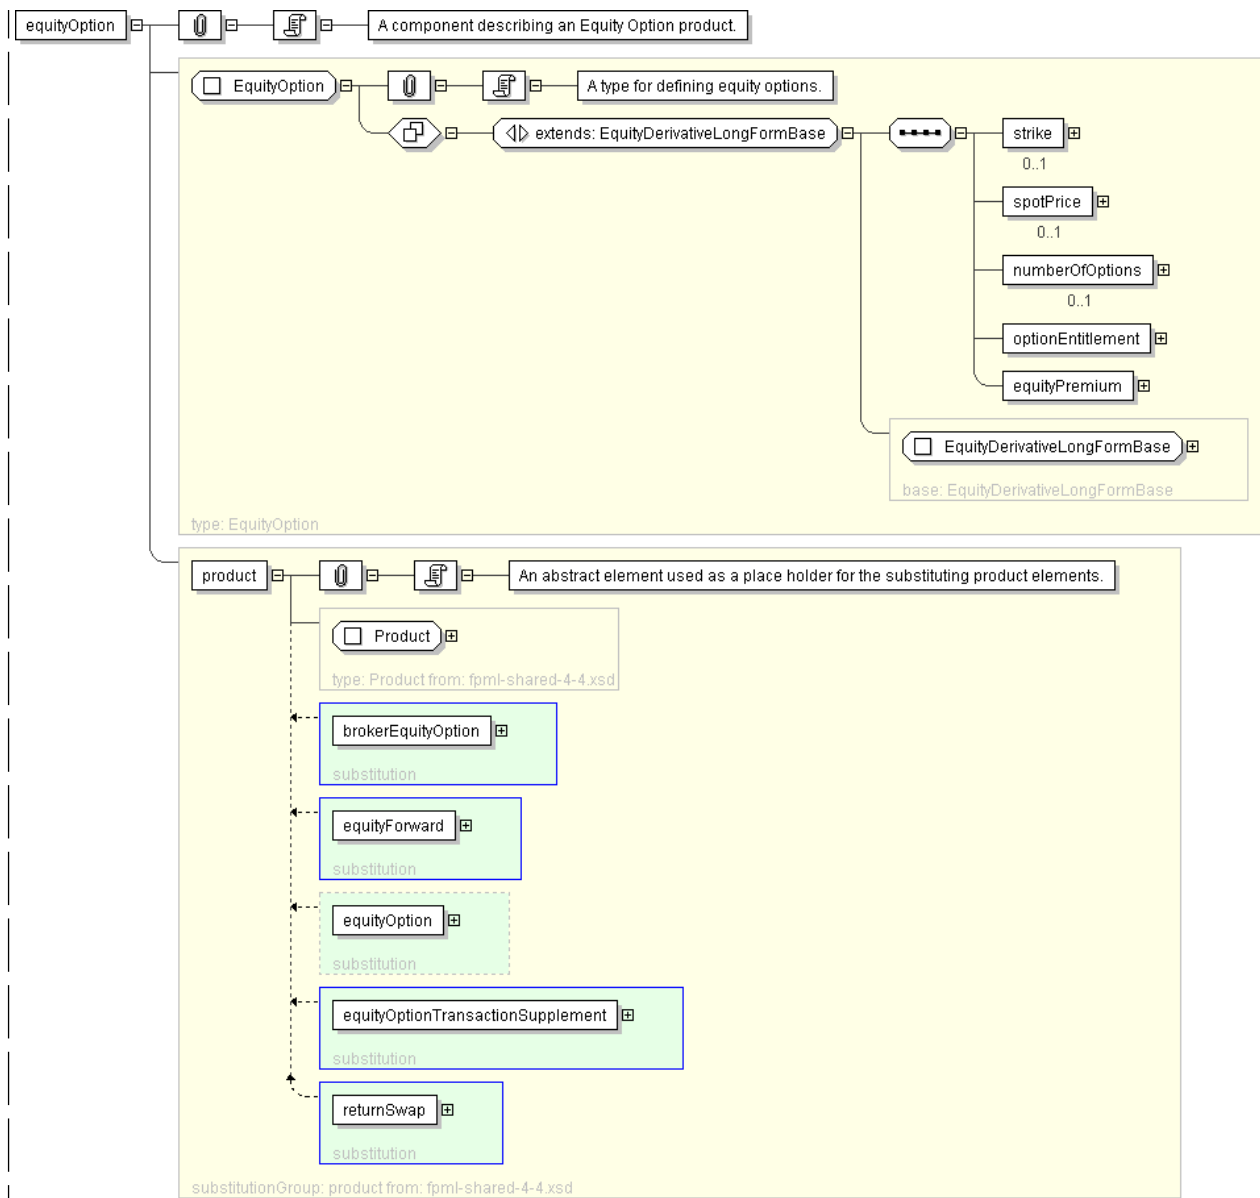 equityOption
A component describing an Equity Option product.
EquityOption
A type for defining equity options.
extends: EquityDerivativeLongFormBase
strike
0..1
spotPrice
0..1
numberOfOptions
0..1
optionEntitlement
equityPremium
EquityDerivativeLongFormBase
base: EquityDerivativeLongFormBase
type: EquityOption
product
An abstract element used as a place holder for the substituting product elements.
Product
type: Product from: fpml-shared-4-4.xsd
brokerEquityOption
substitution
equityForward
substitution
equityOption
substitution
equityOptionTransactionSupplement
substitution
returnSwap
substitution
substitutionGroup: product from: fpml-shared-4-4.xsd